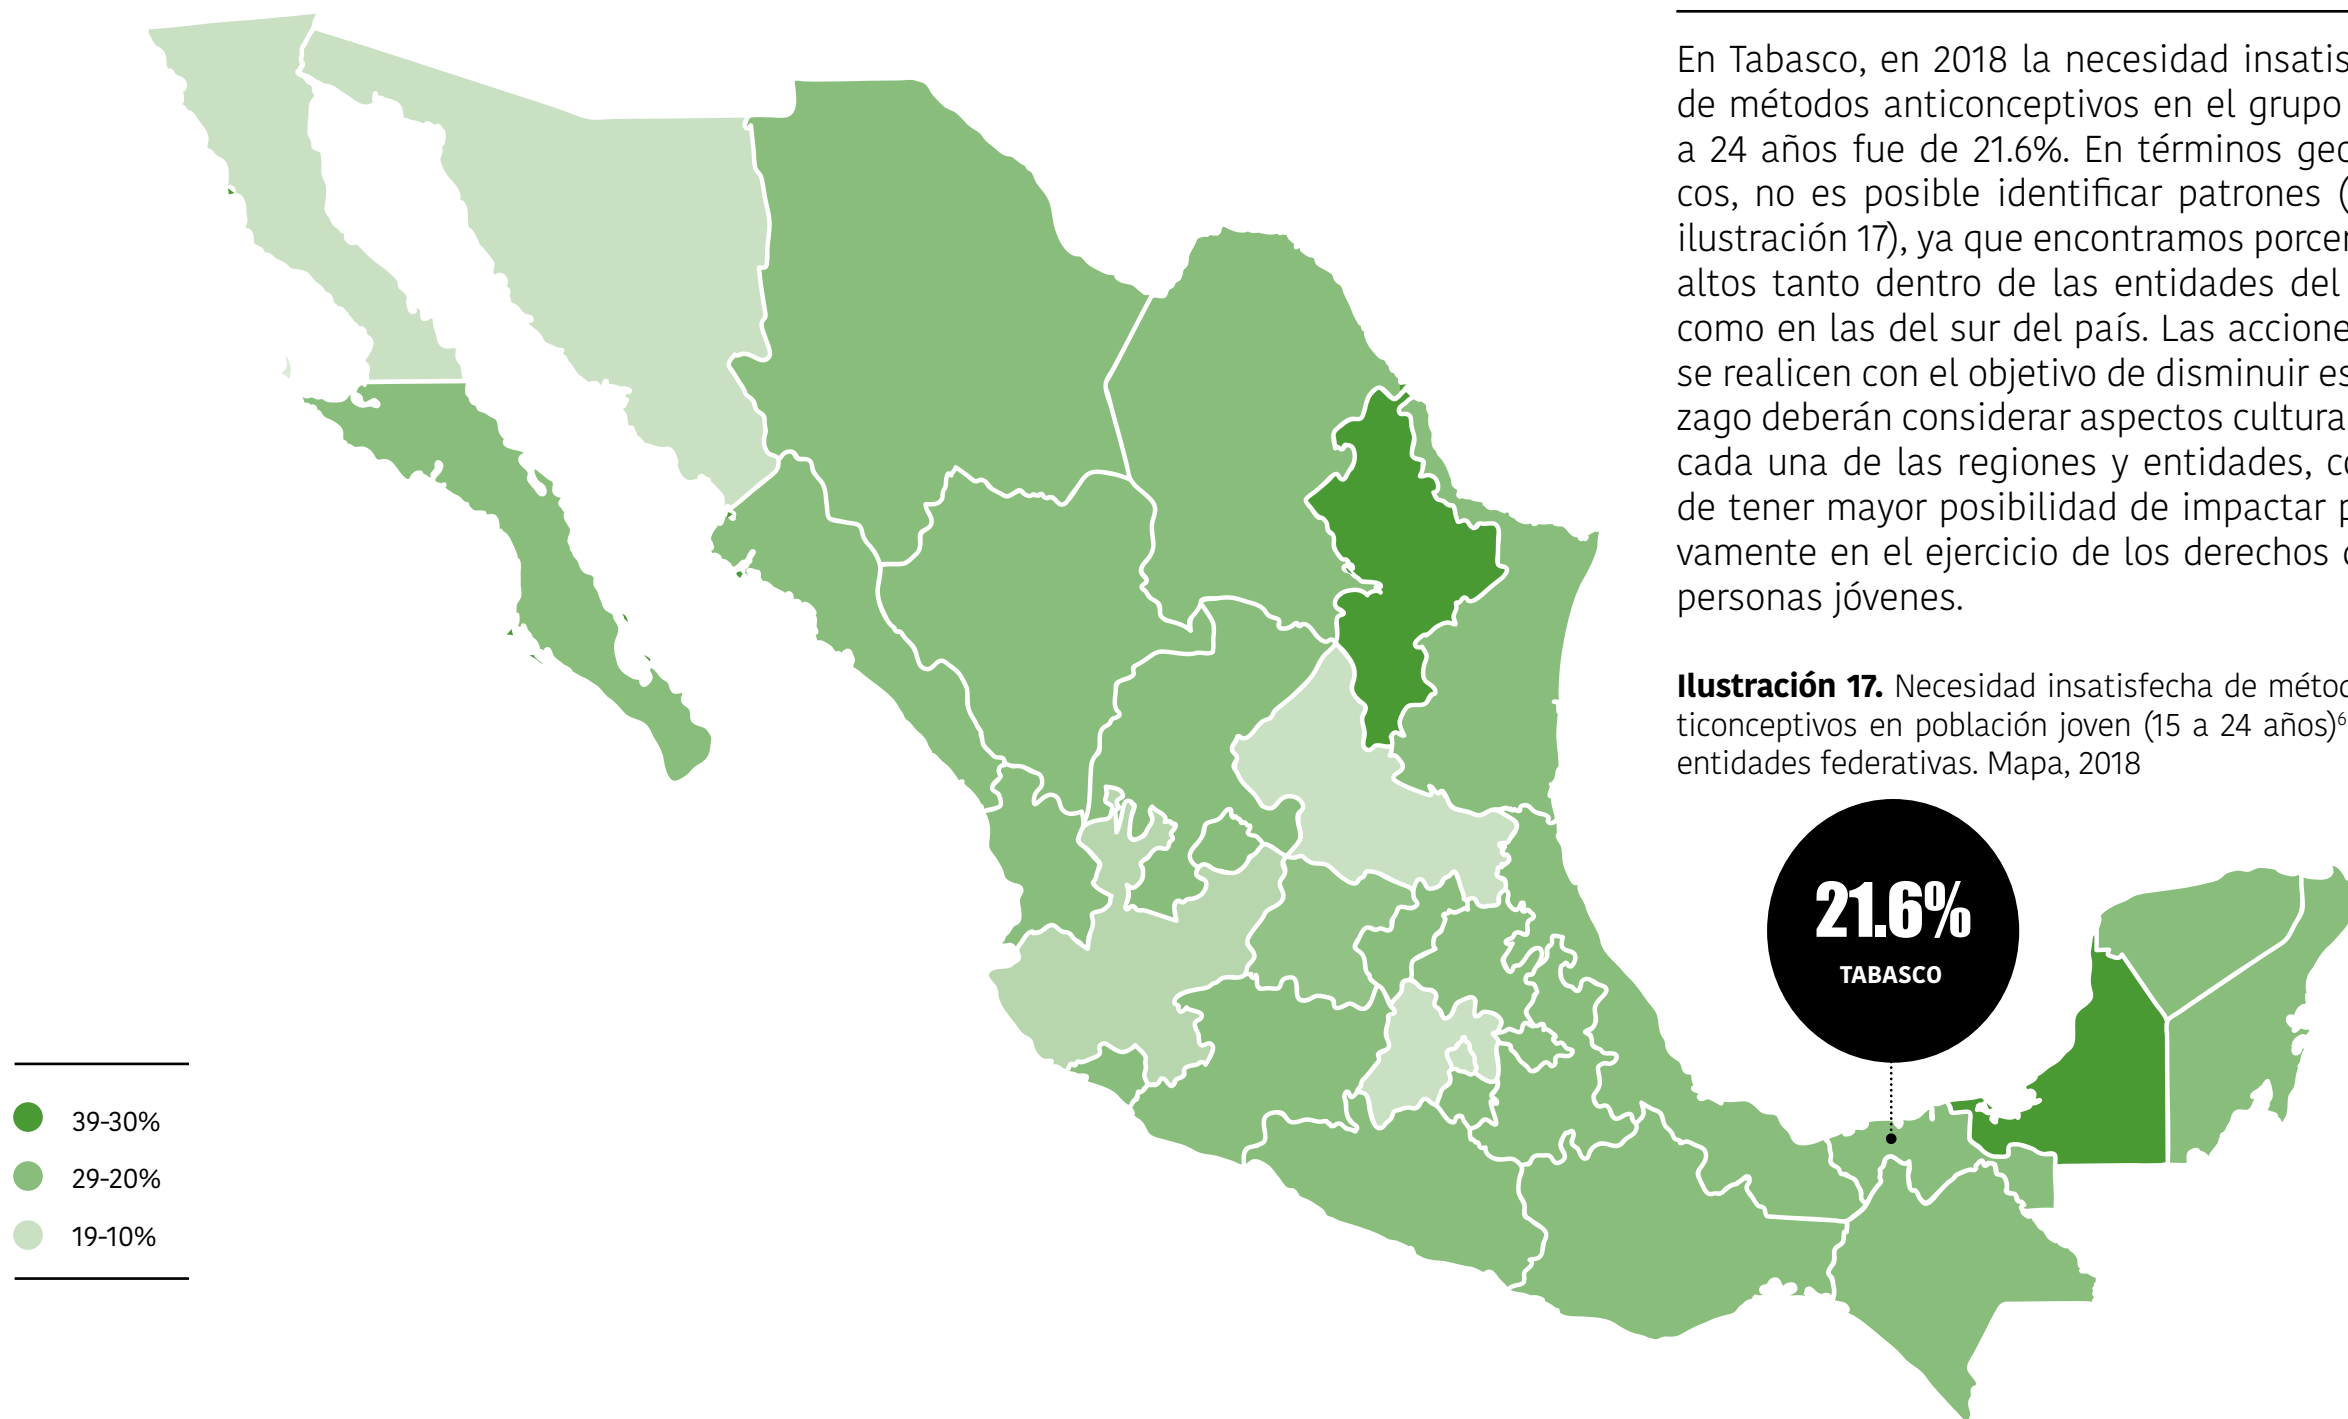 En Tabasco, en 2018 la necesidad insatis
de métodos anticonceptivos en el grupo
a 24 años fue de 21.6%. En términos geo
cos, no es posible identificar patrones (
ilustración 17), ya que encontramos porcen
altos tanto dentro de las entidades del
como en las del sur del país. Las accione
se realicen con el objetivo de disminuir es
zago deberán considerar aspectos cultura
cada una de las regiones y entidades, co
de tener mayor posibilidad de impactar p
vamente en el ejercicio de los derechos
personas jóvenes.
Ilustración 17. Necesidad insatisfecha de métod
ticonceptivos en población joven (15 a 24 años)6
entidades federativas. Mapa, 2018
21.6%
TABASCO
39-30%
29-20%
19-10%